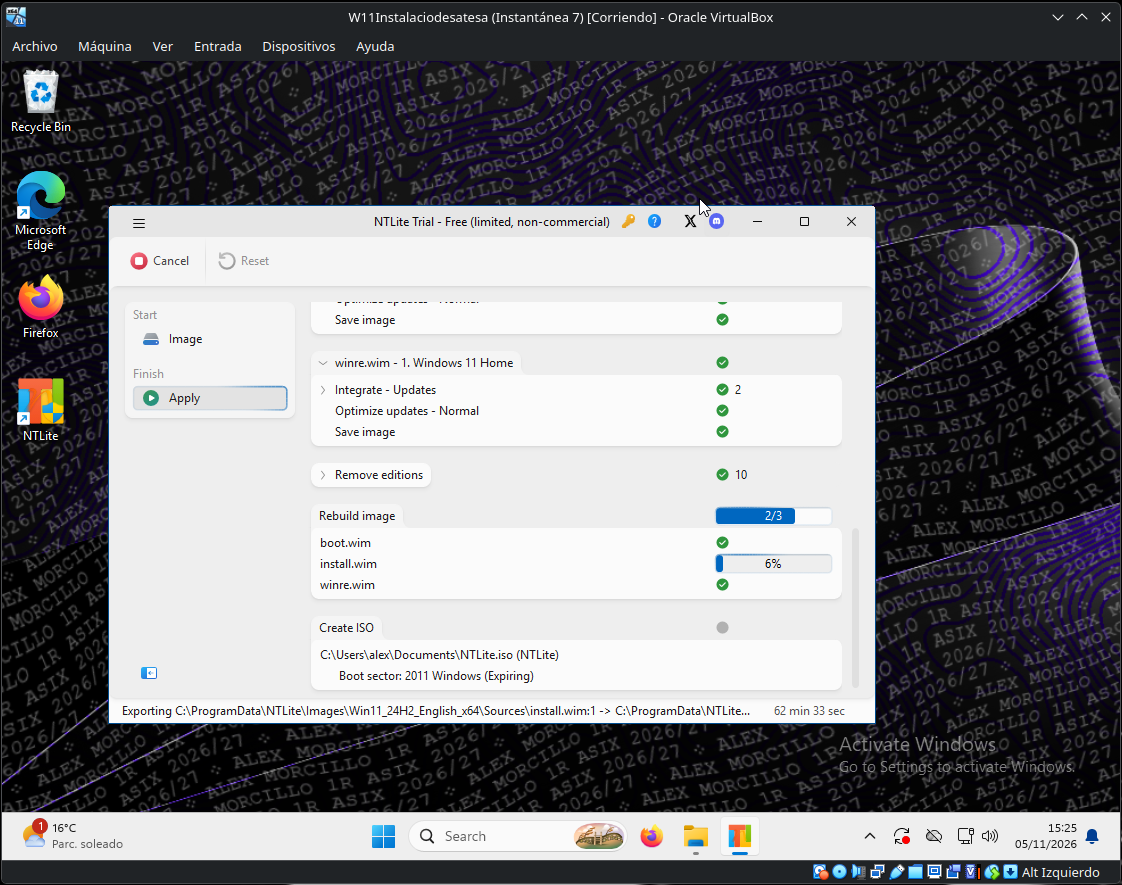 W11Instalaciodesatesa (Instantánea 7) [Corriendo] - Oracle VirtualBox
Archivo Máquina Ver Entrada Dispositivos Ayuda
ALEX MORCILLO 1R ASIX 2026/27
Recycle Bin
Microsoft
Edge
Firefox
NTLite
NTLite Trial - Free (limited, non-commercial)
Cancel
Reset
Start
Image
Finish
Apply
Save image
winre.wim - 1. Windows 11 Home
Integrate - Updates 2
Optimize updates - Normal
Save image
Remove editions 10
Rebuild image 2/3
boot.wim
install.wim 6%
winre.wim
Create ISO
C:\Users\alex\Documents\NTLite.iso (NTLite)
Boot sector: 2011 Windows (Expiring)
Exporting C:\ProgramData\NTLite\Images\Win11_24H2_English_x64\Sources\install.wim:1 -> C:\ProgramData\NTLite... 62 min 33 sec
Activate Windows
Go to Settings to activate Windows.
1
16°C
Parc. soleado
Search
15:25
05/11/2026
Alt Izquierdo